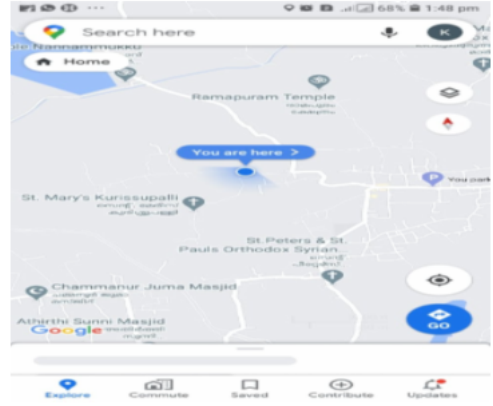 68% 1:48 pm
Search here
K
Home
Ramapuram Temple
You are here >
You park
St. Mary's Kurissupalli
St.Peters & St.
Pauls Orthodox Syrian...
Chammanur Juma Masjid
Athirthi Sunni Masjid
Google
GO
Explore Commute Saved Contribute Updates